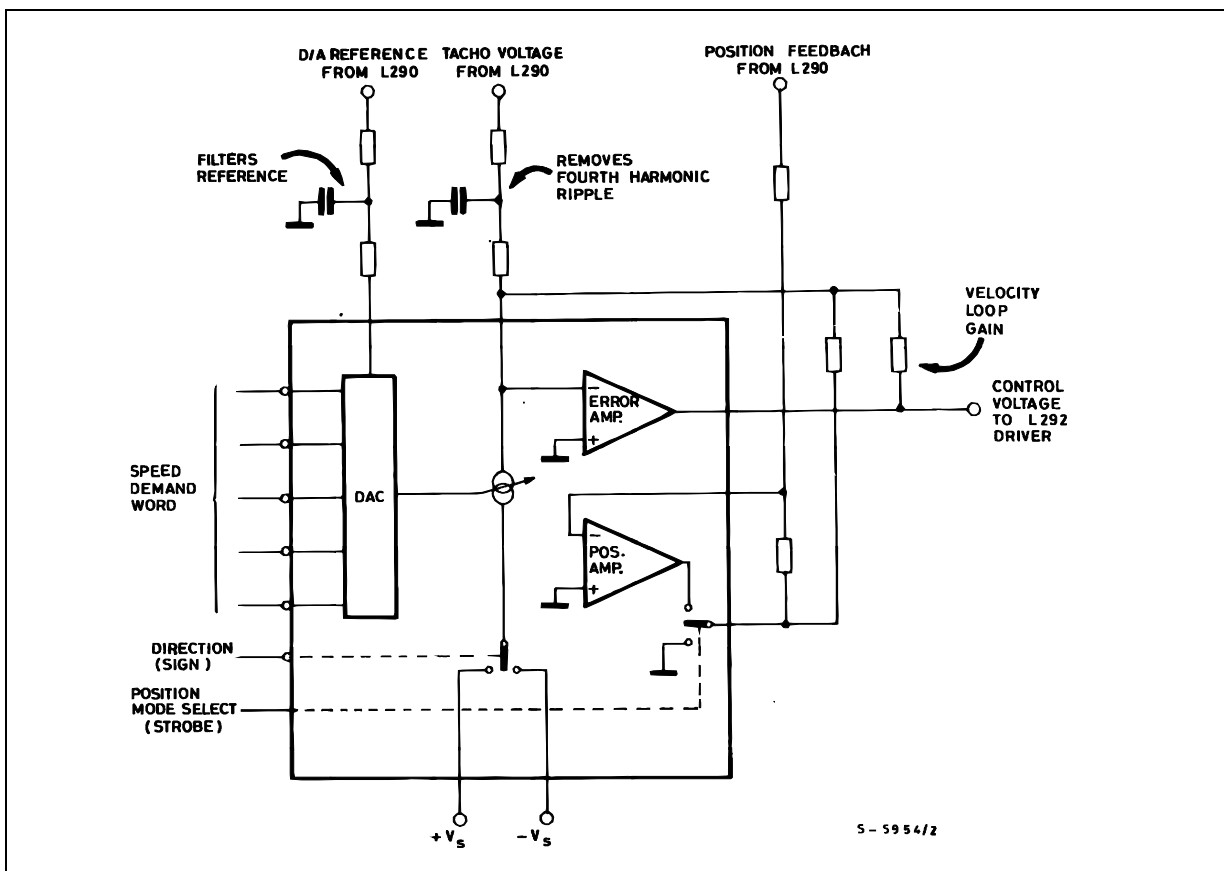 D/A REFERENCE
FROM L290
TACHO VOLTAGE
FROM L290
POSITION FEEDBACH
FROM L290
FILTERS
REFERENCE
REMOVES
FOURTH HARMONIC
RIPPLE
VELOCITY
LOOP
GAIN
CONTROL
VOLTAGE
TO L292
DRIVER
SPEED
DEMAND
WORD
DAC
−
ERROR
AMP.
+
−
POS.
AMP.
+
DIRECTION
(SIGN)
POSITION
MODE SELECT
(STROBE)
+Vs
−Vs
S - 5954/2